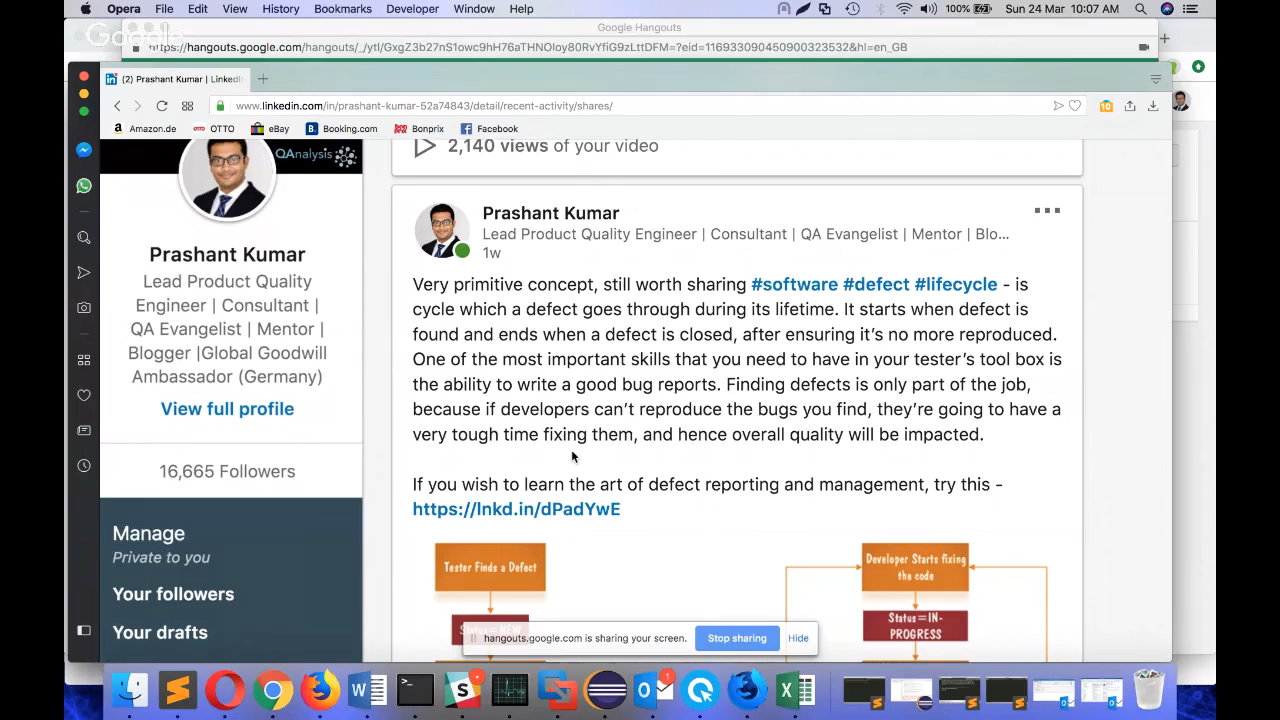 Opera File Edit View History Bookmarks Developer Window Help 100% Sun 24 Mar 10:07 AM
Google Hangouts
Google Hangouts
(2) Prashant Kumar | LinkedIn
www.linkedin.com/in/prashant-kumar-52a74843/detail/recent-activity/shares/
Amazon.de OTTO eBay Booking.com Bonprix Facebook
QAnalysis
2,140 views of your video
Prashant Kumar
Lead Product Quality Engineer | Consultant | QA Evangelist | Mentor | Blo...
1w
Prashant Kumar
Lead Product Quality
Engineer | Consultant |
QA Evangelist | Mentor |
Blogger |Global Goodwill
Ambassador (Germany)
View full profile
16,665 Followers
Manage
Private to you
Your followers
Your drafts
Very primitive concept, still worth sharing #software #defect #lifecycle - is
cycle which a defect goes through during its lifetime. It starts when defect is
found and ends when a defect is closed, after ensuring it’s no more reproduced.
One of the most important skills that you need to have in your tester’s tool box is
the ability to write a good bug reports. Finding defects is only part of the job,
because if developers can’t reproduce the bugs you find, they’re going to have a
very tough time fixing them, and hence overall quality will be impacted.
If you wish to learn the art of defect reporting and management, try this -
https://lnkd.in/dPadYwE
Tester Finds a Defect
Developer Starts fixing
the code
Status=IN-
PROGRESS
hangouts.google.com is sharing your screen. Stop sharing Hide